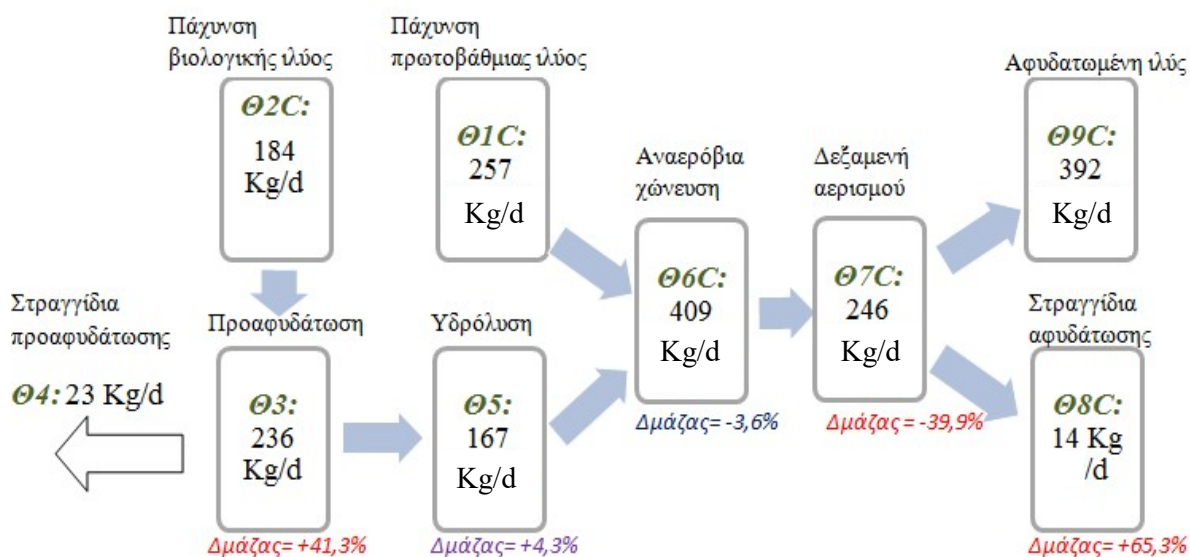 Πάχυνση
βιολογικής ιλύος
Θ2C:
184
Kg/d
Πάχυνση
πρωτοβάθμιας ιλύος
Θ1C:
257
Kg/d
Αφυδατωμένη ιλύς
Θ9C:
392
Kg/d
Αναερόβια
χώνευση
Θ6C:
409
Kg/d
Δμάζας= -3,6%
Δεξαμενή
αερισμού
Θ7C:
246
Kg/d
Δμάζας= -39,9%
Στραγγίδια
προαφυδάτωσης
Θ4: 23 Kg/d
Προαφυδάτωση
Θ3:
236
Kg/d
Δμάζας= +41,3%
Υδρόλυση
Θ5:
167
Kg/d
Δμάζας= +4,3%
Στραγγίδια
αφυδάτωσης
Θ8C:
14 Kg
/d
Δμάζας= +65,3%